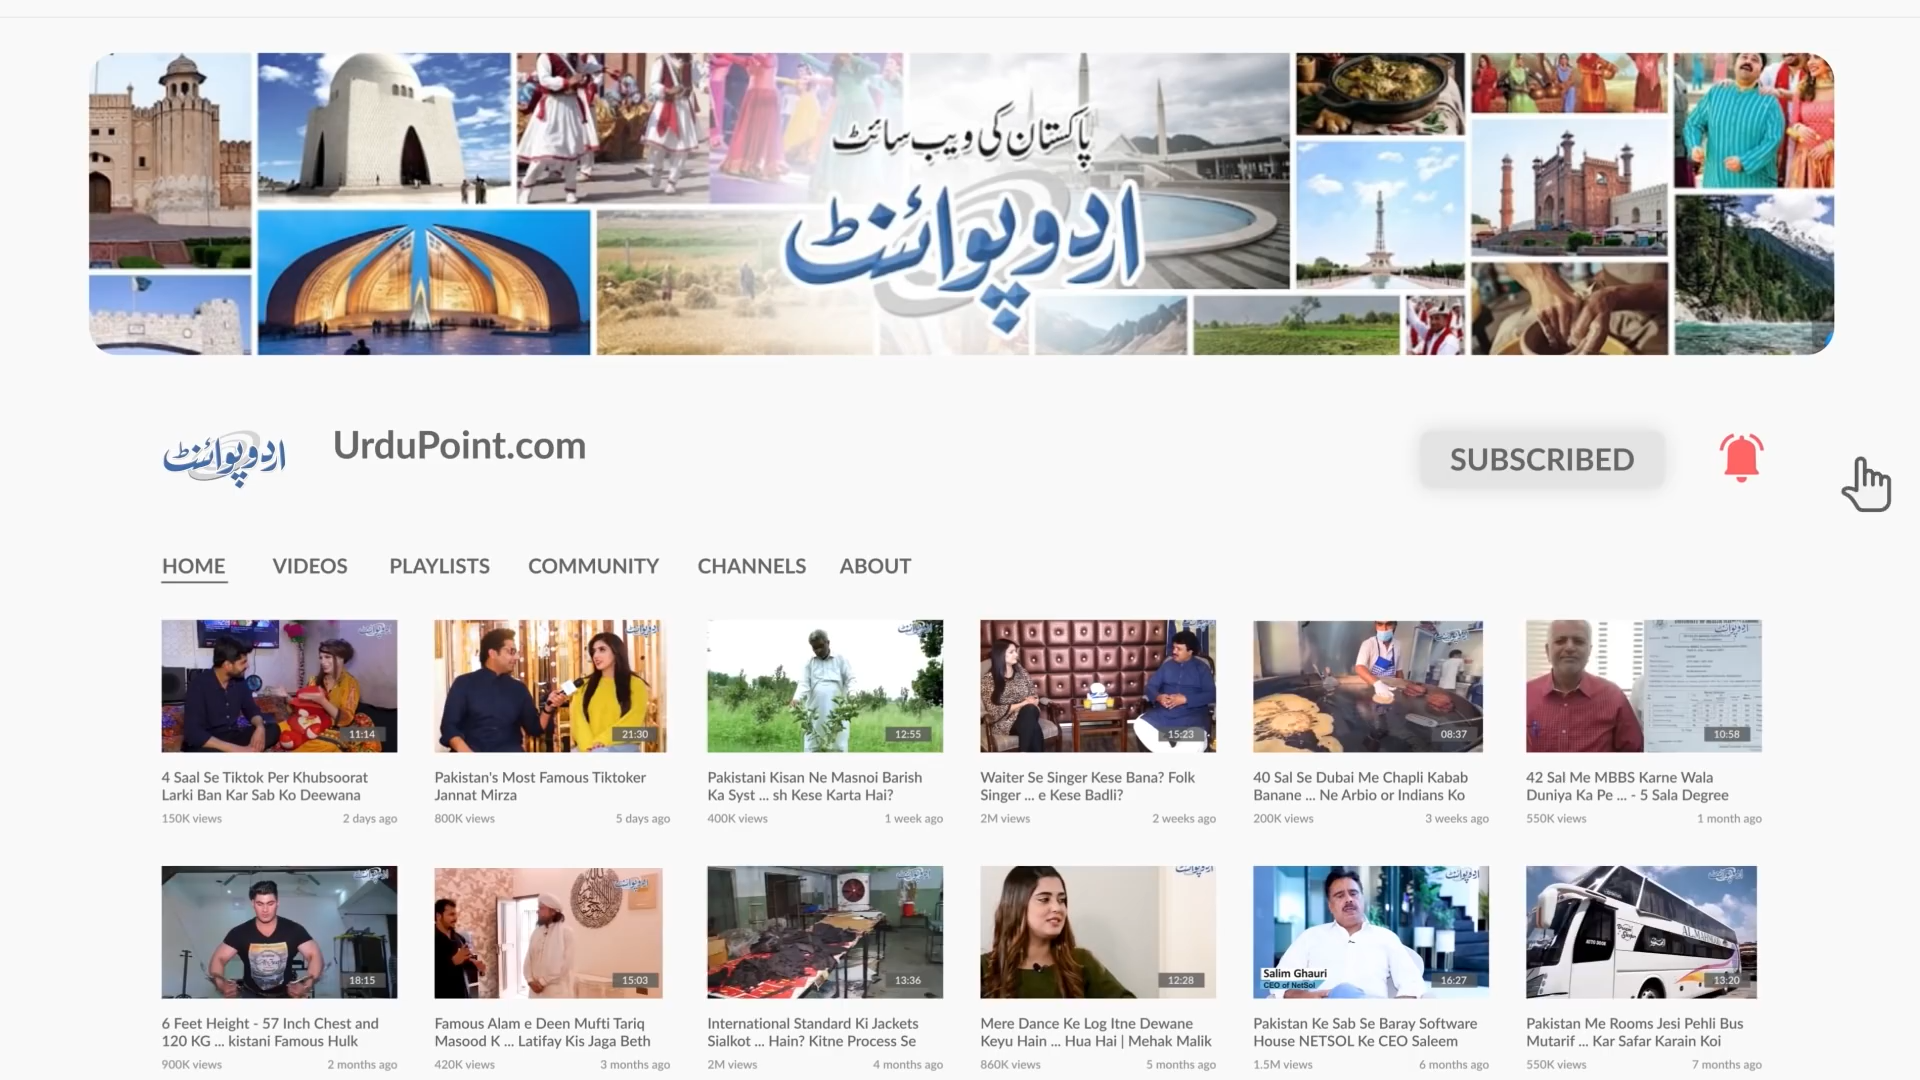 پاکستان کی ویب سائٹ
اردو پوائنٹ
اردو پوائنٹ
UrduPoint.com
SUBSCRIBED
HOME VIDEOS PLAYLISTS COMMUNITY CHANNELS ABOUT
11:14
21:30
12:55
15:23
08:37
10:58
4 Saal Se Tiktok Per Khubsoorat
Larki Ban Kar Sab Ko Deewana
150K views 2 days ago
Pakistan's Most Famous Tiktoker
Jannat Mirza
800K views 5 days ago
Pakistani Kisan Ne Masnoi Barish
Ka Syst ... sh Kese Karta Hai?
400K views 1 week ago
Waiter Se Singer Kese Bana? Folk
Singer ... e Kese Badli?
2M views 2 weeks ago
40 Sal Se Dubai Me Chapli Kabab
Banane ... Ne Arbio or Indians Ko
200K views 3 weeks ago
42 Sal Me MBBS Karne Wala
Duniya Ka Pe ... - 5 Sala Degree
550K views 1 month ago
18:15
15:03
13:36
12:28
Salim Ghauri
CEO of NetSol
16:27
13:20
6 Feet Height - 57 Inch Chest and
120 KG ... kistani Famous Hulk
900K views 2 months ago
Famous Alam e Deen Mufti Tariq
Masood K ... Latifay Kis Jaga Beth
420K views 3 months ago
International Standard Ki Jackets
Sialkot ... Hain? Kitne Process Se
2M views 4 months ago
Mere Dance Ke Log Itne Dewane
Keyu Hain ... Hua Hai | Mehak Malik
860K views 5 months ago
Pakistan Ke Sab Se Baray Software
House NETSOL Ke CEO Saleem
1.5M views 6 months ago
Pakistan Me Rooms Jesi Pehli Bus
Mutarif ... Kar Safar Karain Koi
550K views 7 months ago